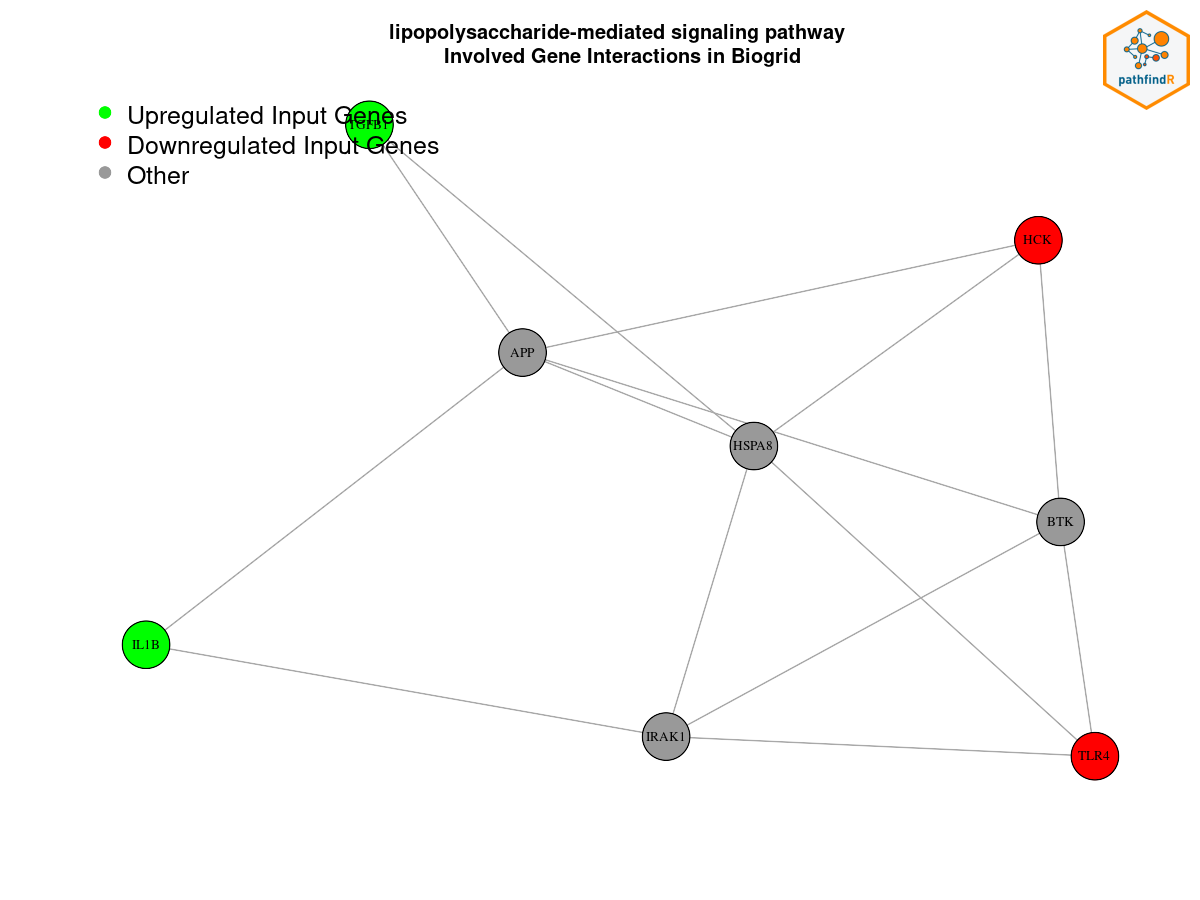 lipopolysaccharide-mediated signaling pathway
Involved Gene Interactions in Biogrid
pathfindR
Upregulated Input Genes
TGFB1
Downregulated Input Genes
Other
HCK
APP
HSPA8
BTK
IL1B
IRAK1
TLR4